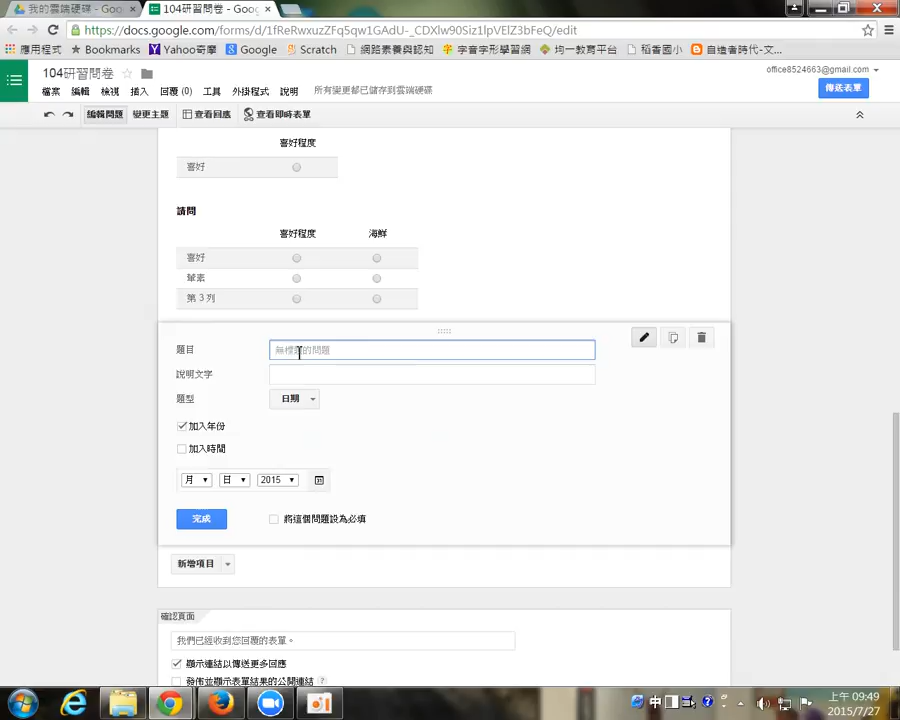 我的雲端硬碟 - Goo
104研習問卷 - Goo
https://docs.google.com/forms/d/1fReRwxuzZFq5qw1GAdU-_CDXlw90Siz1lpVElZ3bFeQ/edit
應用程式 Bookmarks Yahoo奇摩 Google Scratch 網路素養與認知 字音字形學習網 均一教育平台 稻香國小 自造者時代-文...
104研習問卷
office8524663@gmail.com
檔案 編輯 檢視 插入 回覆 (0) 工具 外掛程式 說明 所有變更都已儲存到雲端硬碟
傳送表單
編輯問題 變更主題 查看回應 查看即時表單
喜好程度
喜好
請問
喜好程度 海鮮
喜好
葷素
第 3 列
題目 無標題的問題
說明文字
題型 日期
加入年份
加入時間
月 日 2015 31
完成 將這個問題設為必填
新增項目
確認頁面
我們已經收到您回覆的表單。
顯示連結以傳送更多回應
發佈並顯示表單結果的公開連結 ?
中
上午 09:49
2015/7/27